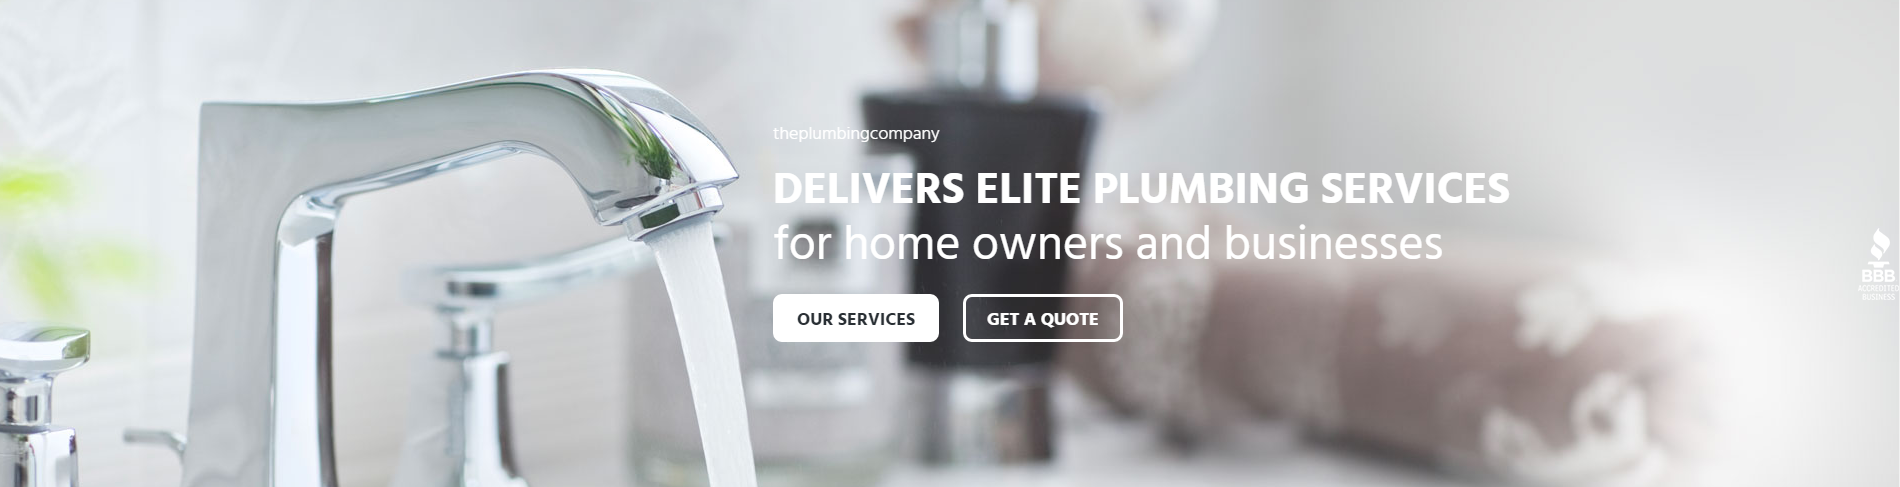 theplumbingcompany
DELIVERS ELITE PLUMBING SERVICES
for home owners and businesses
OUR SERVICES
GET A QUOTE
BBB
ACCREDITED
BUSINESS